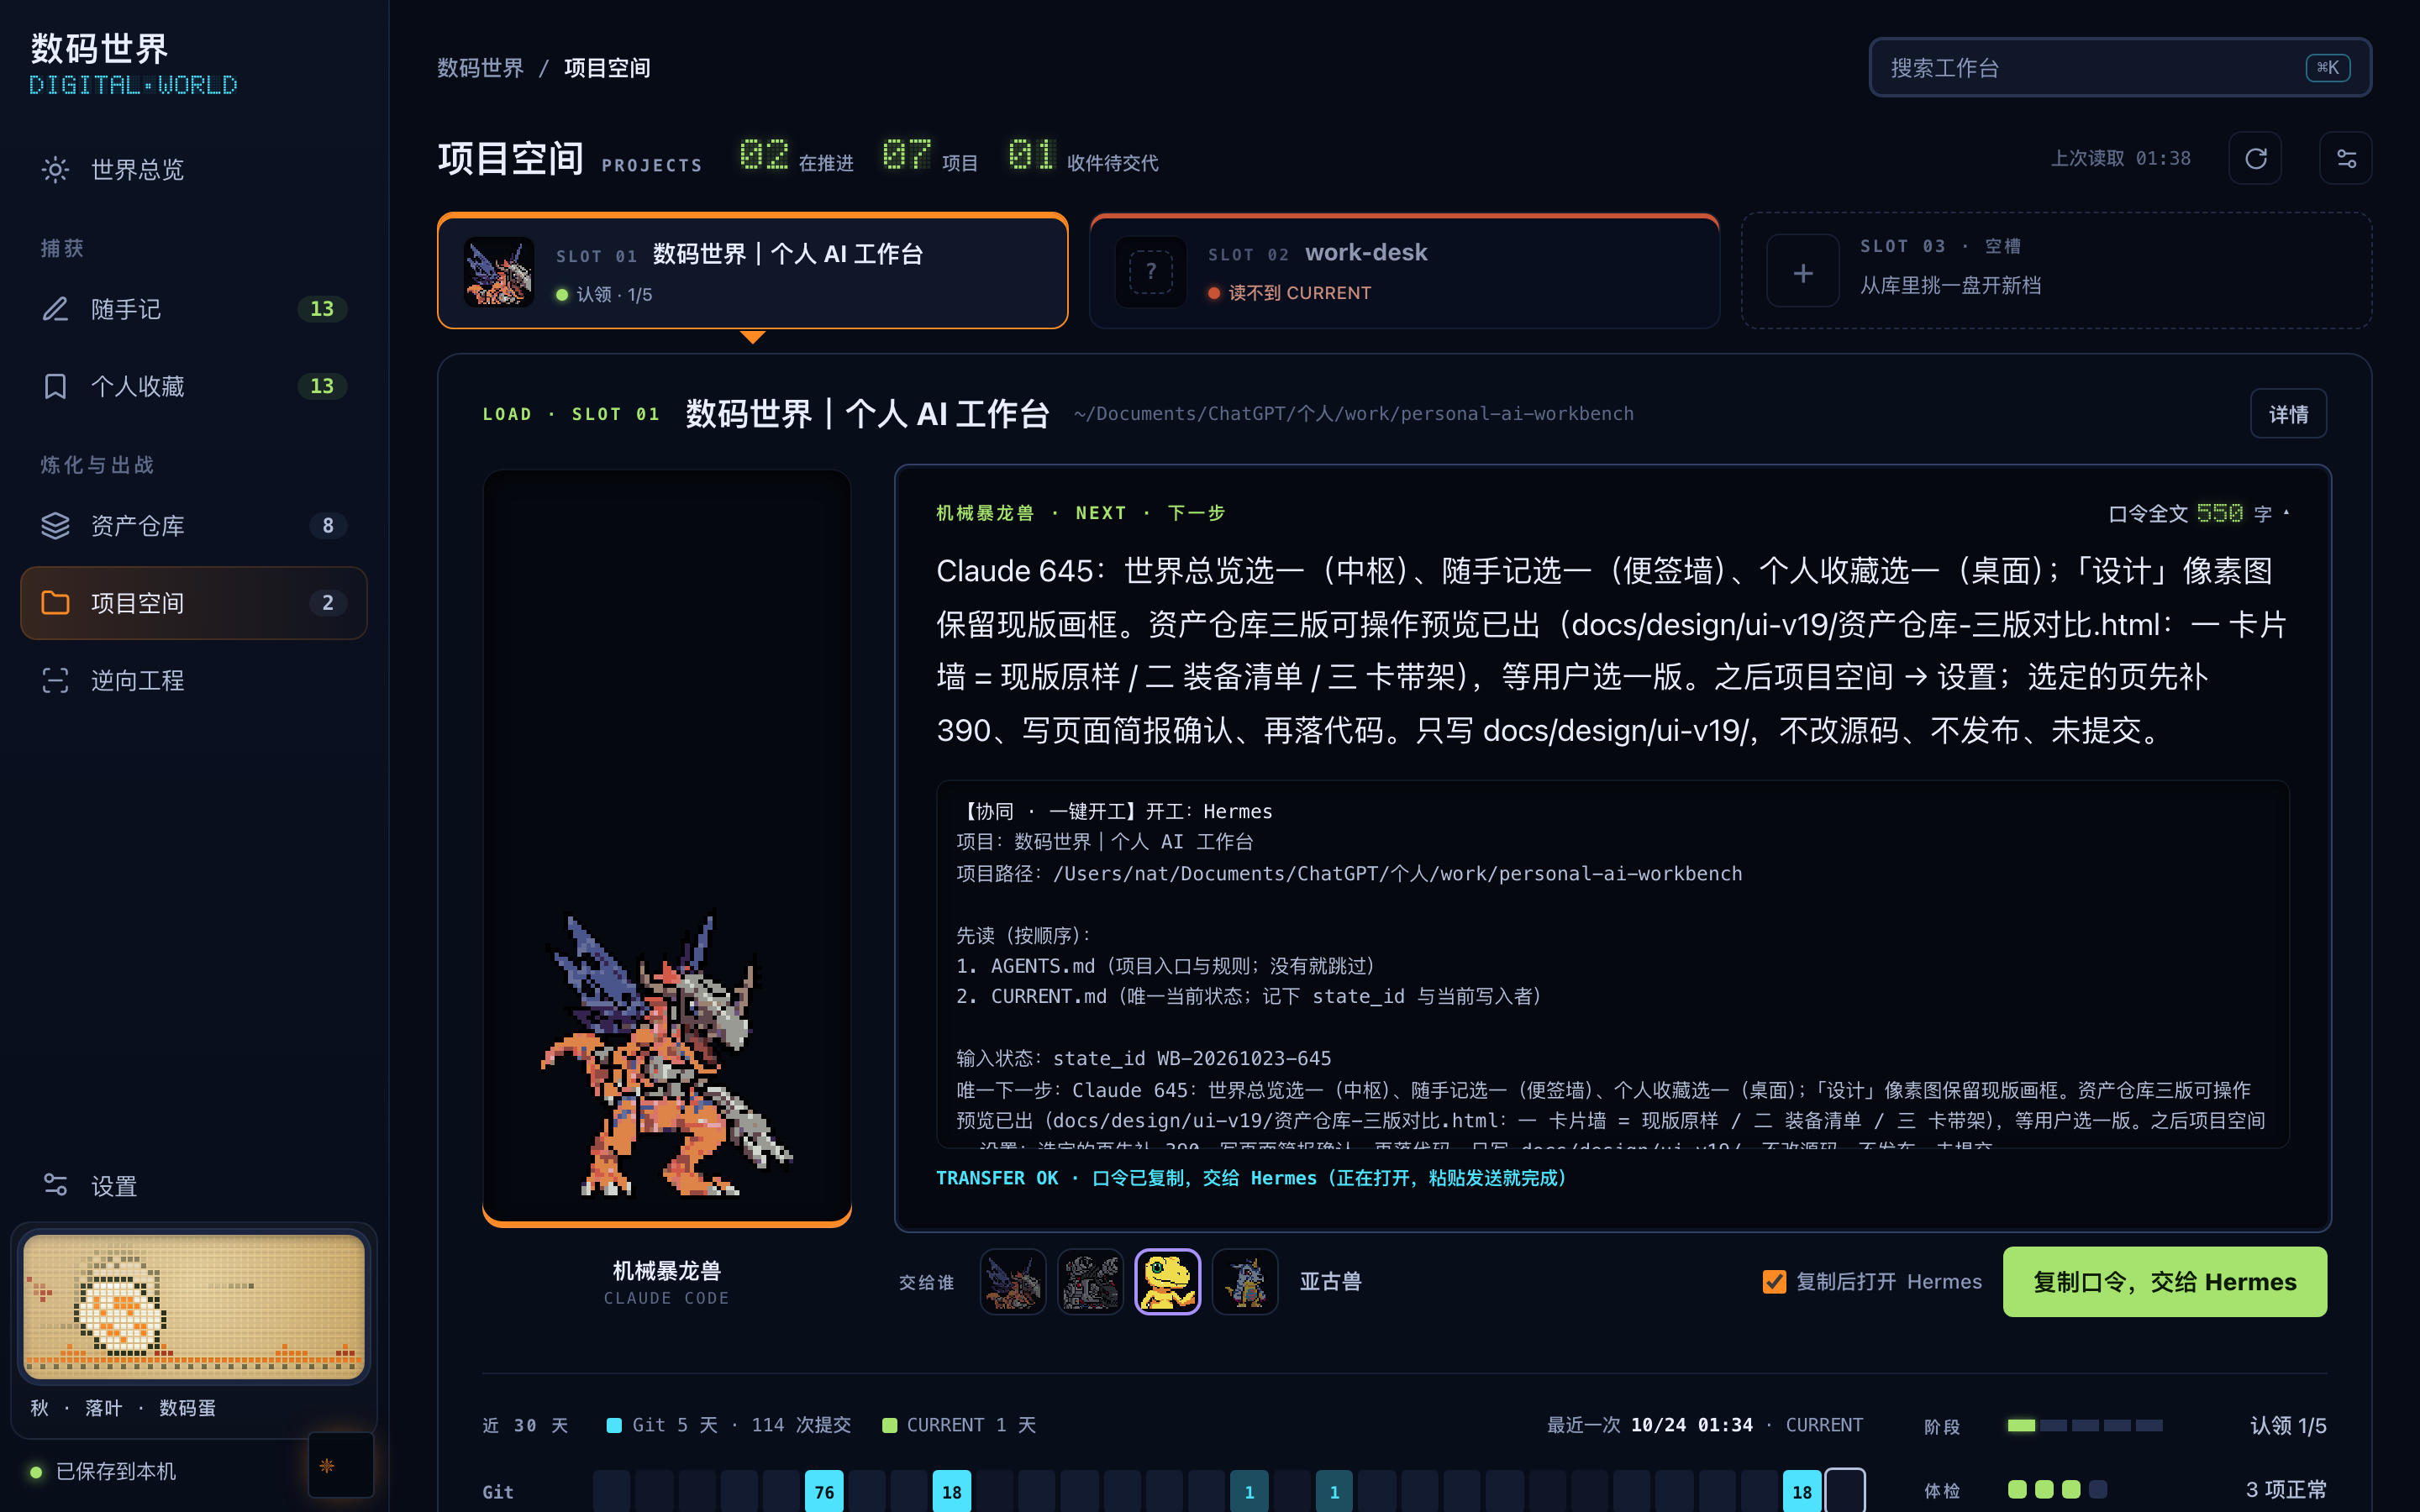 数码世界
DIGITAL·WORLD
世界总览
捕获
随手记 13
个人收藏 13
炼化与出战
资产仓库 8
项目空间 2
逆向工程
设置
秋 · 落叶 · 数码蛋
已保存到本机
数码世界 / 项目空间
搜索工作台 ⌘K
项目空间 PROJECTS 02 在推进 07 项目 01 收件待交代
上次读取 01:38
SLOT 01 数码世界｜个人 AI 工作台
认领 · 1/5
? SLOT 02 work-desk
读不到 CURRENT
SLOT 03 · 空槽
+ 从库里挑一盘开新档
LOAD · SLOT 01 数码世界｜个人 AI 工作台 ~/Documents/ChatGPT/个人/work/personal-ai-workbench
详情
机械暴龙兽 · NEXT · 下一步
口令全文 550 字
Claude 645：世界总览选一（中枢）、随手记选一（便签墙）、个人收藏选一（桌面）；「设计」像素图
保留现版画框。资产仓库三版可操作预览已出（docs/design/ui-v19/资产仓库-三版对比.html：一 卡片
墙 = 现版原样 / 二 装备清单 / 三 卡带架），等用户选一版。之后项目空间 → 设置；选定的页先补
390、写页面简报确认、再落代码。只写 docs/design/ui-v19/，不改源码、不发布、未提交。
【协同 · 一键开工】开工：Hermes
项目：数码世界｜个人 AI 工作台
项目路径：/Users/nat/Documents/ChatGPT/个人/work/personal-ai-workbench
先读（按顺序）：
1. AGENTS.md（项目入口与规则；没有就跳过）
2. CURRENT.md（唯一当前状态；记下 state_id 与当前写入者）
输入状态：state_id WB-20261023-645
唯一下一步：Claude 645：世界总览选一（中枢）、随手记选一（便签墙）、个人收藏选一（桌面）；「设计」像素图保留现版画框。资产仓库三版可操作
预览已出（docs/design/ui-v19/资产仓库-三版对比.html：一 卡片墙 = 现版原样 / 二 装备清单 / 三 卡带架），等用户选一版。之后项目空间
TRANSFER OK · 口令已复制，交给 Hermes（正在打开，粘贴发送就完成）
机械暴龙兽
CLAUDE CODE
交给谁 亚古兽
复制后打开 Hermes
复制口令，交给 Hermes
近 30 天 Git 5 天 · 114 次提交 CURRENT 1 天
最近一次 10/24 01:34 · CURRENT
阶段 认领 1/5
Git 76 18 1 1 18
体检 3 项正常